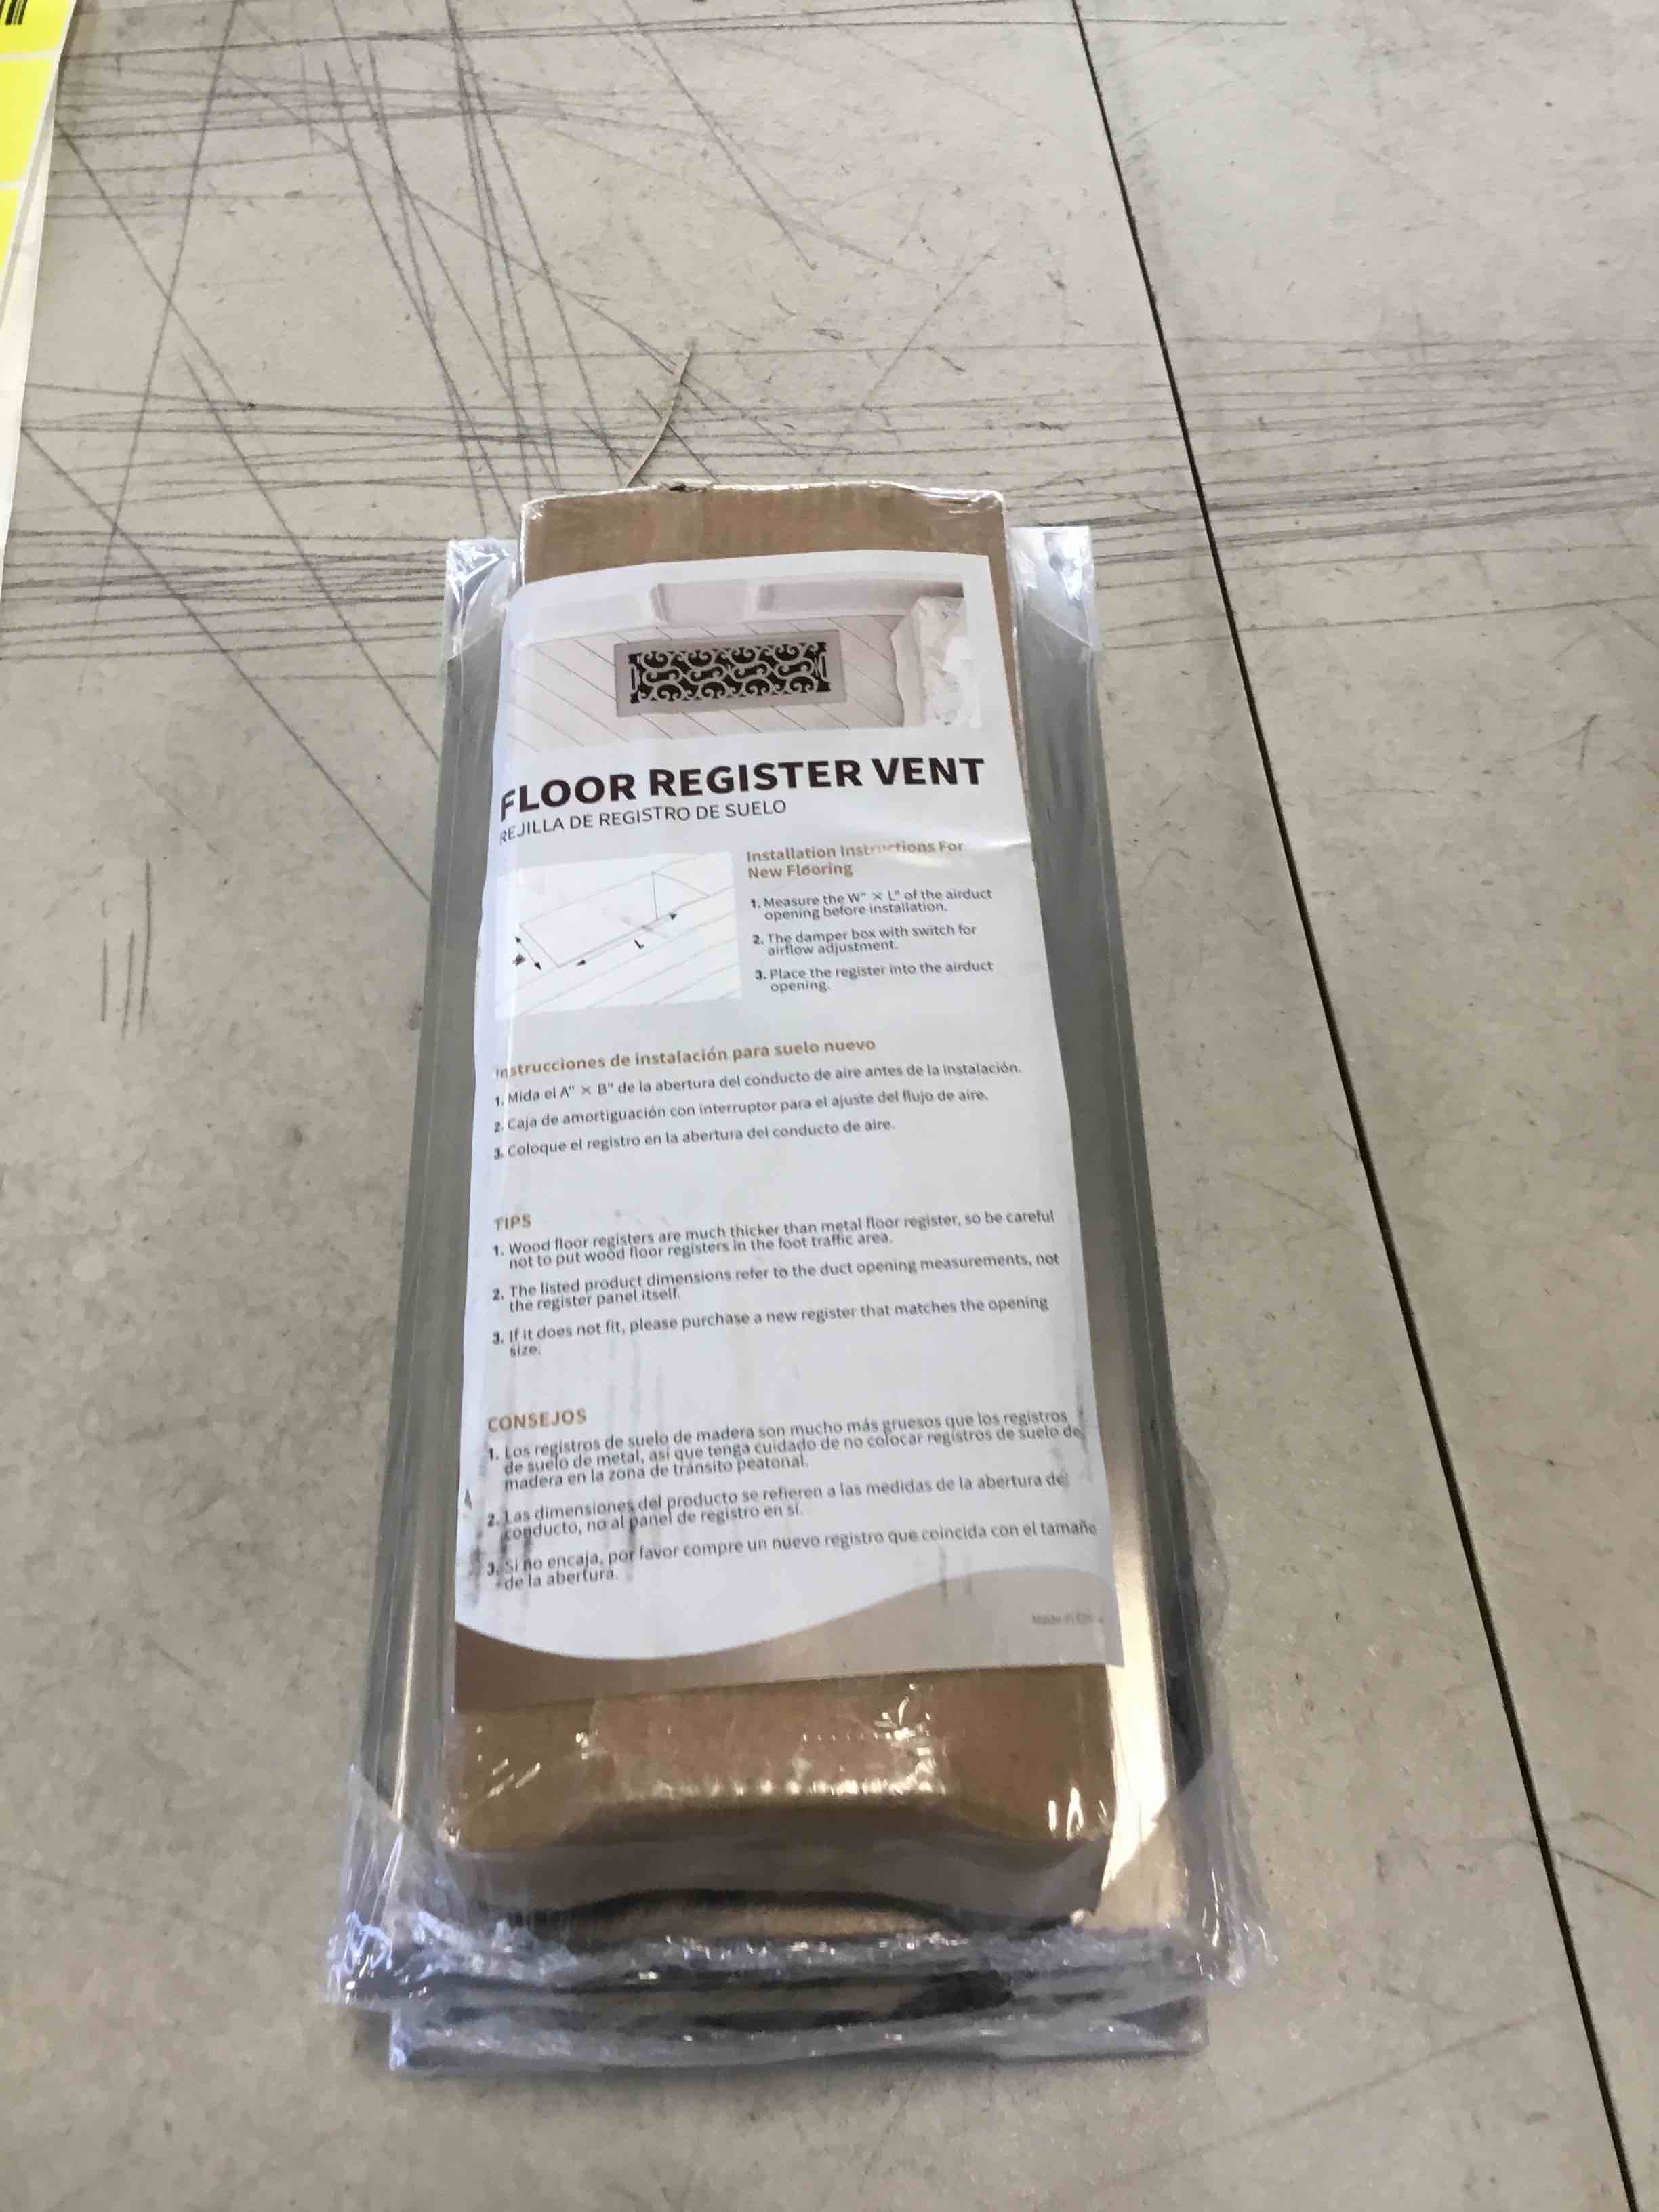 FLOOR REGISTER VENT
REJILLA DE REGISTRO DE SUELO
Installation Instructions For
New Flooring
1. Measure the W" × L" of the airduct
opening before installation.
2. The damper box with switch for
airflow adjustment.
3. Place the register into the airduct
opening.
W
L
Instrucciones de instalación para suelo nuevo
1. Mida el A" × B" de la abertura del conducto de aire antes de la instalación.
2. Caja de amortiguación con interruptor para el ajuste del flujo de aire.
3. Coloque el registro en la abertura del conducto de aire.
TIPS
1. Wood floor registers are much thicker than metal floor register, so be careful
not to put wood floor registers in the foot traffic area.
2. The listed product dimensions refer to the duct opening measurements, not
the register panel itself.
3. If it does not fit, please purchase a new register that matches the opening
size.
CONSEJOS
1. Los registros de suelo de madera son mucho más gruesos que los registros
de suelo de metal, así que tenga cuidado de no colocar registros de suelo de
madera en la zona de tránsito peatonal.
2. Las dimensiones del producto se refieren a las medidas de la abertura del
conducto, no al panel de registro en sí.
3. Si no encaja, por favor compre un nuevo registro que coincida con el tamaño
de la abertura.
Made in